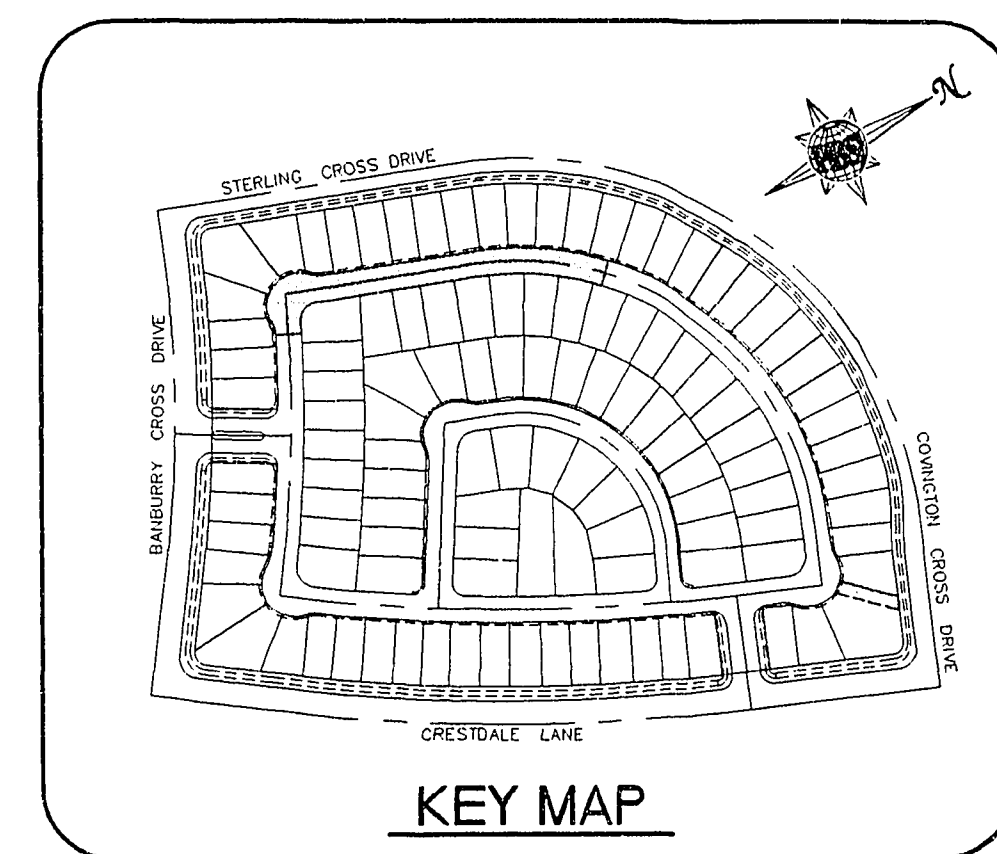 N
STERLING CROSS DRIVE
BANBURRY CROSS DRIVE
COVINGTON CROSS DRIVE
CRESTDALE LANE
KEY MAP